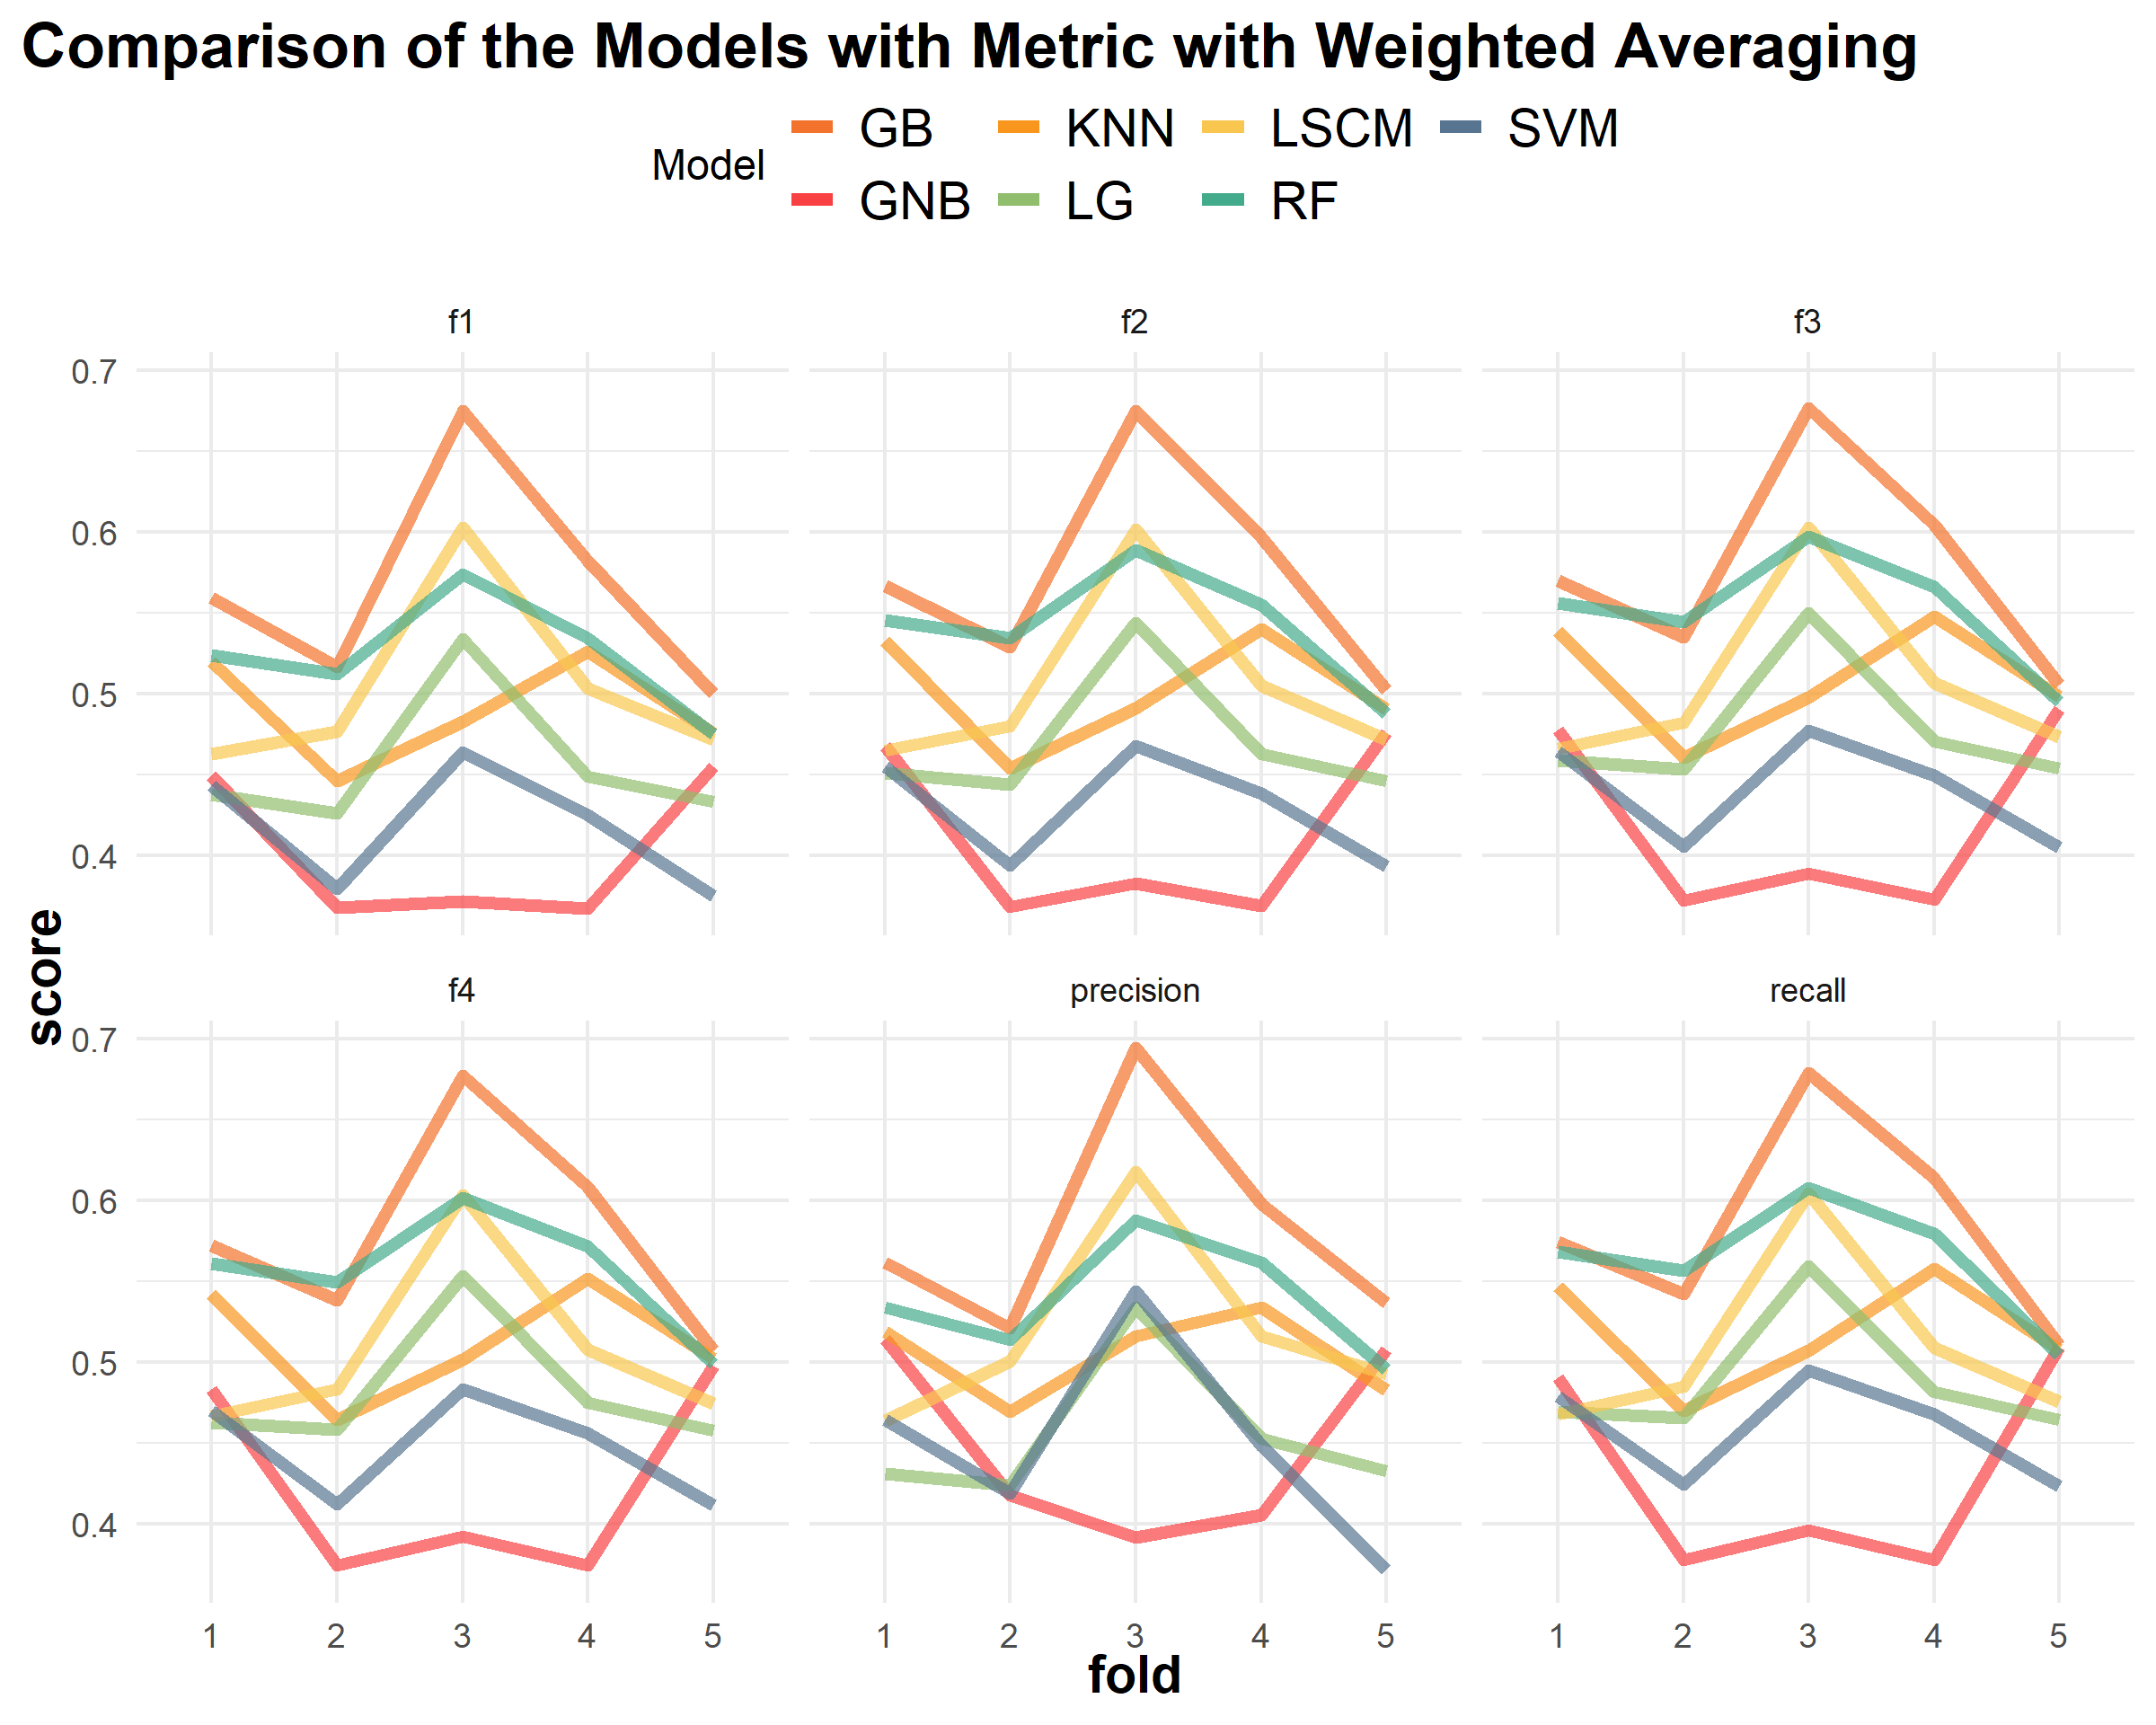 Comparison of the Models with Metric with Weighted Averaging
Model
GB KNN LSCM SVM
GNB LG RF
f1 f2 f3
0.7
0.6
0.5
0.4
score
f4 precision recall
0.7
0.6
0.5
0.4
1 2 3 4 5 1 2 3 4 5 1 2 3 4 5
fold